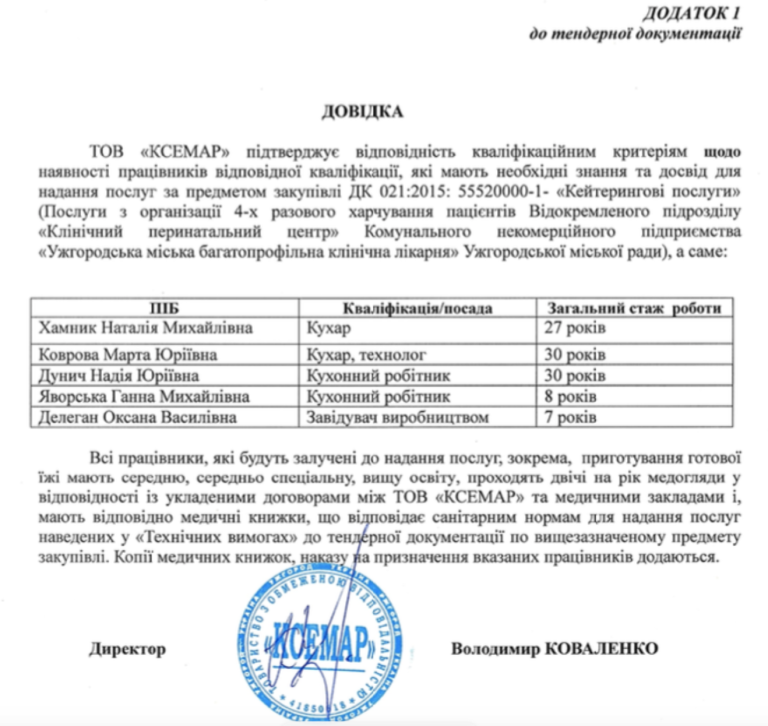 ДОДАТОК 1
до тендерної документації
ДОВІДКА
ТОВ «КСЕМАР» підтверджує відповідність кваліфікаційним критеріям щодо
наявності працівників відповідної кваліфікації, які мають необхідні знання та досвід для
надання послуг за предметом закупівлі ДК 021:2015: 55520000-1- «Кейтерингові послуги»
(Послуги з організації 4-х разового харчування пацієнтів Відокремленого підрозділу
«Клінічний перинатальний центр» Комунального некомерційного підприємства
«Ужгородська міська багатопрофільна клінічна лікарня» Ужгородської міської ради), а саме:
ПІБ Кваліфікація/посада Загальний стаж роботи
Хамник Наталія Михайлівна Кухар 27 років
Коврова Марта Юріївна Кухар, технолог 30 років
Дунич Надія Юріївна Кухонний робітник 30 років
Яворська Ганна Михайлівна Кухонний робітник 8 років
Делеган Оксана Василівна Завідувач виробництвом 7 років
Всі працівники, які будуть залучені до надання послуг, зокрема, приготування готової
їжі мають середню, середньо спеціальну, вищу освіту, проходять двічі на рік медогляди у
відповідності із укладеними договорами між ТОВ «КСЕМАР» та медичними закладами і,
мають відповідно медичні книжки, що відповідає санітарним нормам для надання послуг
наведених у «Технічних вимогах» до тендерної документації по вищезазначеному предмету
закупівлі. Копії медичних книжок, наказу на призначення вказаних працівників додаються.
Директор Володимир КОВАЛЕНКО
УКРАЇНА УЖГОРОД
ТОВАРИСТВО З ОБМЕЖЕНОЮ ВІДПОВІДАЛЬНІСТЮ
«КСЕМАР»
* 41850018 *